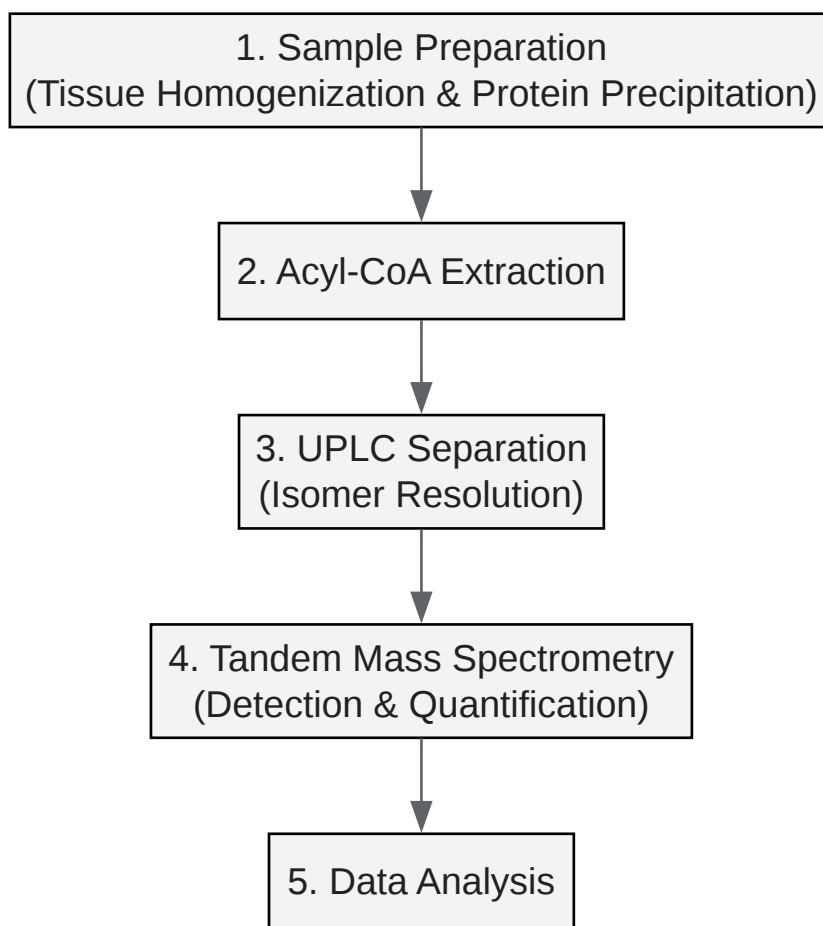 1. Sample Preparation
(Tissue Homogenization & Protein Precipitation)
2. Acyl-CoA Extraction
3. UPLC Separation
(Isomer Resolution)
4. Tandem Mass Spectrometry
(Detection & Quantification)
5. Data Analysis